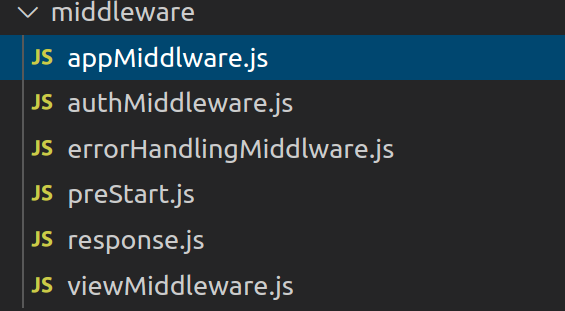 middleware
JS appMiddlware.js
JS authMiddleware.js
JS errorHandlingMiddlware.js
JS preStart.js
JS response.js
JS viewMiddleware.js